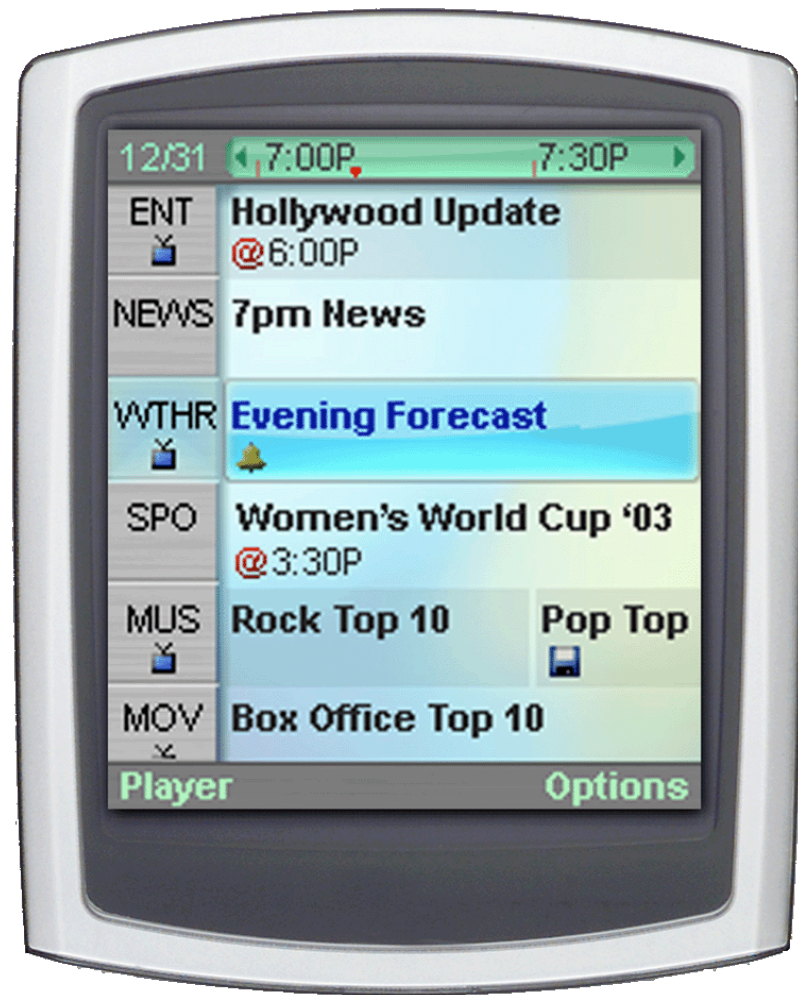 12/31 7:00P 7:30P
ENT Hollywood Update
@6:00P
NEWS 7pm News
WTHR Evening Forecast
SPO Women's World Cup ‘03
@3:30P
MUS Rock Top 10 Pop Top
MOV Box Office Top 10
Player Options